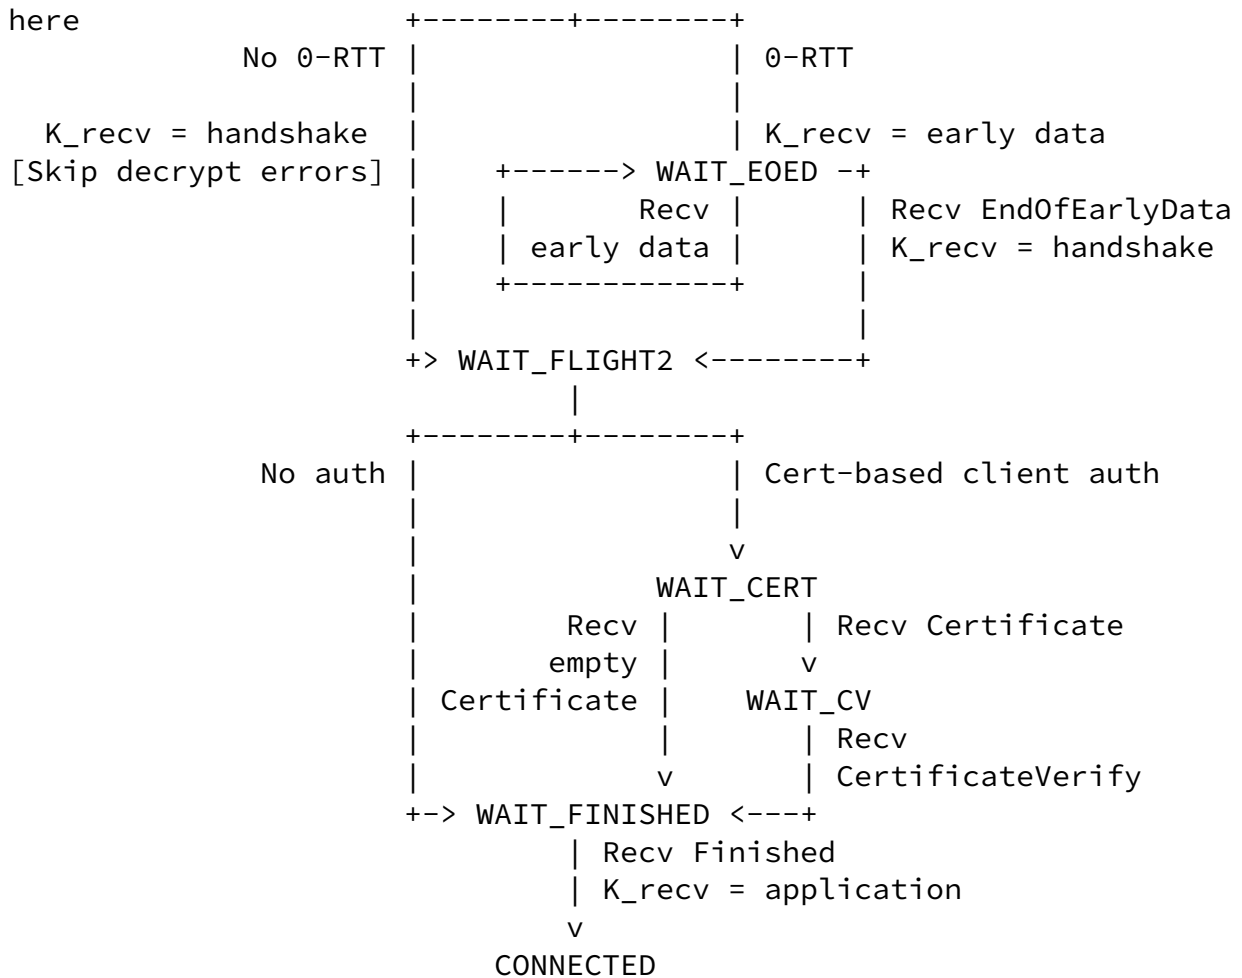 here                  +--------+--------+
             No 0-RTT |                 | 0-RTT
                      |                 |
  K_recv = handshake  |                 | K_recv = early data
[Skip decrypt errors] |    +------> WAIT_EOED -+
                      |    |       Recv |      | Recv EndOfEarlyData
                      |    | early data |      | K_recv = handshake
                      |    +------------+      |
                      |                        |
                      +> WAIT_FLIGHT2 <--------+
                               |
                      +--------+--------+
              No auth |                 | Cert-based client auth
                      |                 |
                      |                 v
                      |             WAIT_CERT
                      |        Recv |       | Recv Certificate
                      |       empty |       v
                      | Certificate |    WAIT_CV
                      |             |       | Recv
                      |             v       | CertificateVerify
                      +-> WAIT_FINISHED <---+
                               | Recv Finished
                               | K_recv = application
                               v
                           CONNECTED